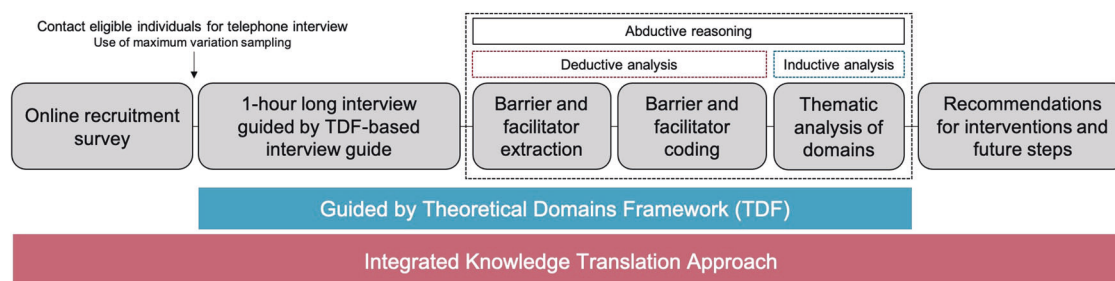 Contact eligible individuals for telephone interview
Use of maximum variation sampling
Abductive reasoning
Deductive analysis
Inductive analysis
Online recruitment
survey
1-hour long interview
guided by TDF-based
interview guide
Barrier and
facilitator
extraction
Barrier and
facilitator
coding
Thematic
analysis of
domains
Recommendations
for interventions and
future steps
Guided by Theoretical Domains Framework (TDF)
Integrated Knowledge Translation Approach